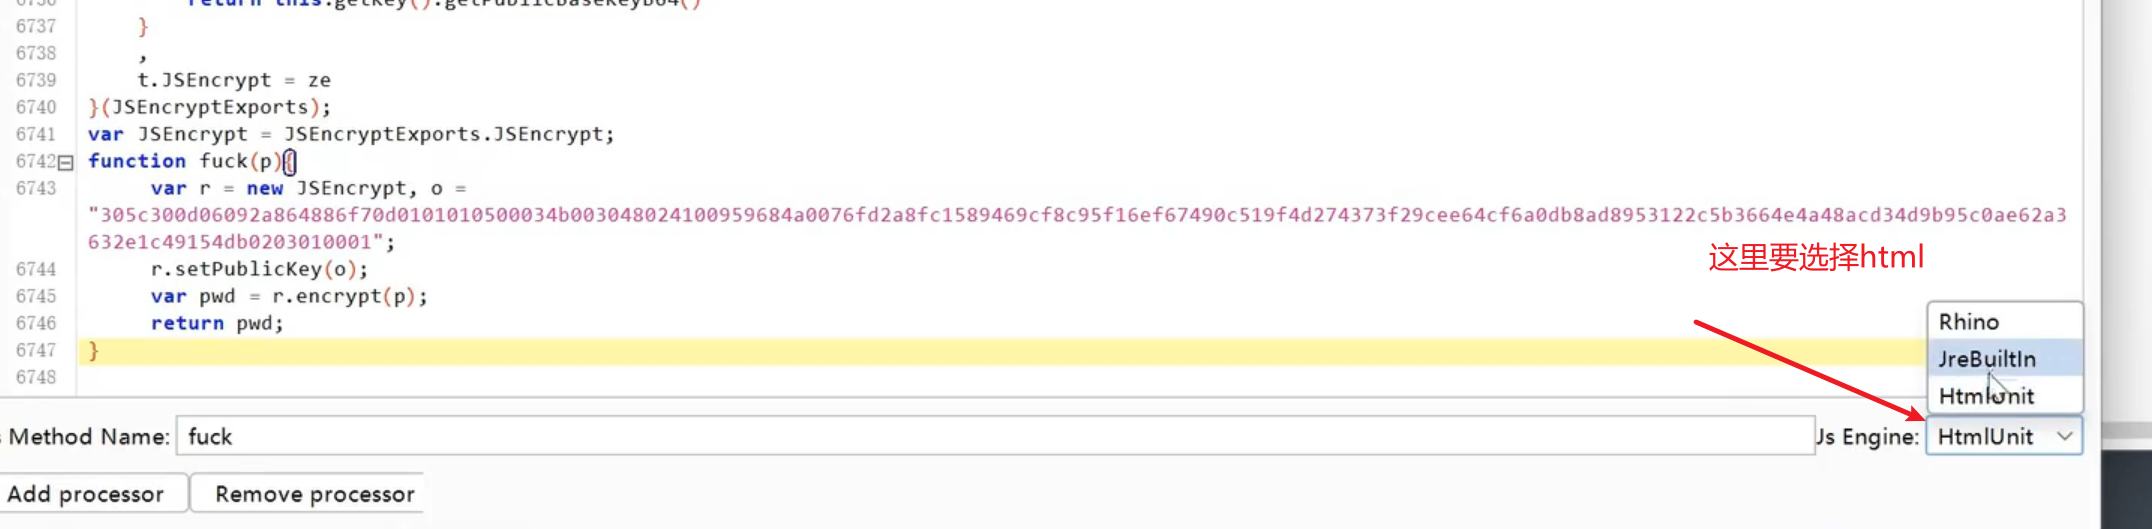 6736 return this.getKey().getPublicBaseKeyB64()
6737 }
6738 ,
6739 t.JSEncrypt = ze
6740 }(JSEncryptExports);
6741 var JSEncrypt = JSEncryptExports.JSEncrypt;
6742 function fuck(p){
6743 var r = new JSEncrypt, o =
"305c300d06092a864886f70d0101010500034b003048024100959684a0076fd2a8fc1589469cf8c95f16ef67490c519f4d274373f29cee64cf6a0db8ad8953122c5b3664e4a48acd34d9b95c0ae62a3
632e1c49154db0203010001";
这里要选择html
6744 r.setPublicKey(o);
6745 var pwd = r.encrypt(p);
6746 return pwd;
6747 }
6748
Rhino
JreBuiltIn
HtmlUnit
Method Name: fuck Js Engine: HtmlUnit
Add processor Remove processor